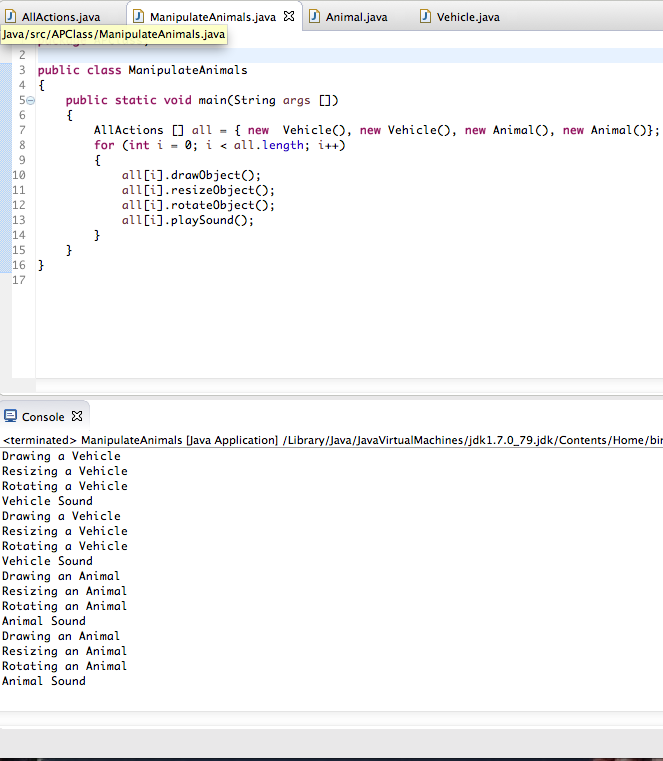 AllActions.java ManipulateAnimals.java Animal.java Vehicle.java
Java/src/APClass/ManipulateAnimals.java
2
3 public class ManipulateAnimals
4 {
5 public static void main(String args [])
6 {
7 AllActions [] all = { new Vehicle(), new Vehicle(), new Animal(), new Animal()};
8 for (int i = 0; i < all.length; i++)
9 {
10 all[i].drawObject();
11 all[i].resizeObject();
12 all[i].rotateObject();
13 all[i].playSound();
14 }
15 }
16 }
17
Console
<terminated> ManipulateAnimals [Java Application] /Library/Java/JavaVirtualMachines/jdk1.7.0_79.jdk/Contents/Home/bin
Drawing a Vehicle
Resizing a Vehicle
Rotating a Vehicle
Vehicle Sound
Drawing a Vehicle
Resizing a Vehicle
Rotating a Vehicle
Vehicle Sound
Drawing an Animal
Resizing an Animal
Rotating an Animal
Animal Sound
Drawing an Animal
Resizing an Animal
Rotating an Animal
Animal Sound